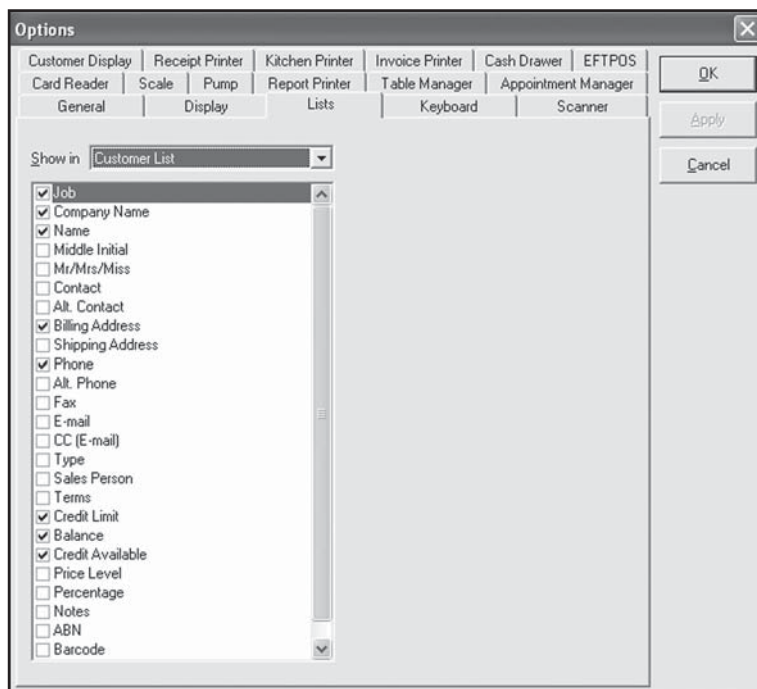 Options
Customer Display Receipt Printer Kitchen Printer Invoice Printer Cash Drawer EFTPOS
Card Reader Scale Pump Report Printer Table Manager Appointment Manager
General Display Lists Keyboard Scanner
OK
Apply
Cancel
Show in Customer List
Job
Company Name
Name
Middle Initial
Mr/Mrs/Miss
Contact
Alt. Contact
Billing Address
Shipping Address
Phone
Alt. Phone
Fax
E-mail
CC (E-mail)
Type
Sales Person
Terms
Credit Limit
Balance
Credit Available
Price Level
Percentage
Notes
ABN
Barcode